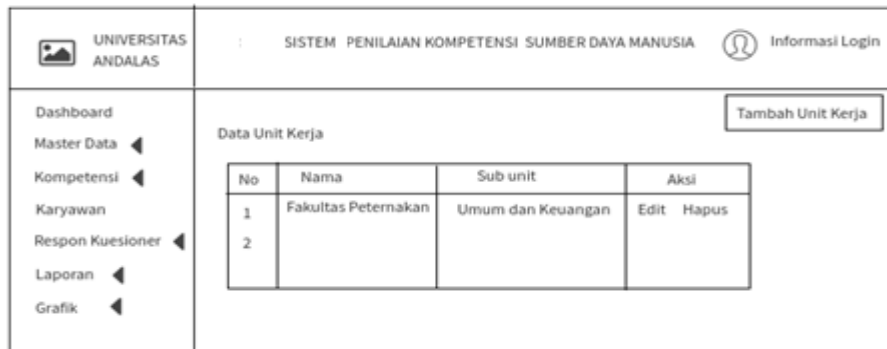 UNIVERSITAS
ANDALAS
: SISTEM PENILAIAN KOMPETENSI SUMBER DAYA MANUSIA
Informasi Login
Dashboard
Master Data
Kompetensi
Karyawan
Respon Kuesioner
Laporan
Grafik
Tambah Unit Kerja
Data Unit Kerja
No Nama Sub unit Aksi
1 Fakultas Peternakan Umum dan Keuangan Edit Hapus
2